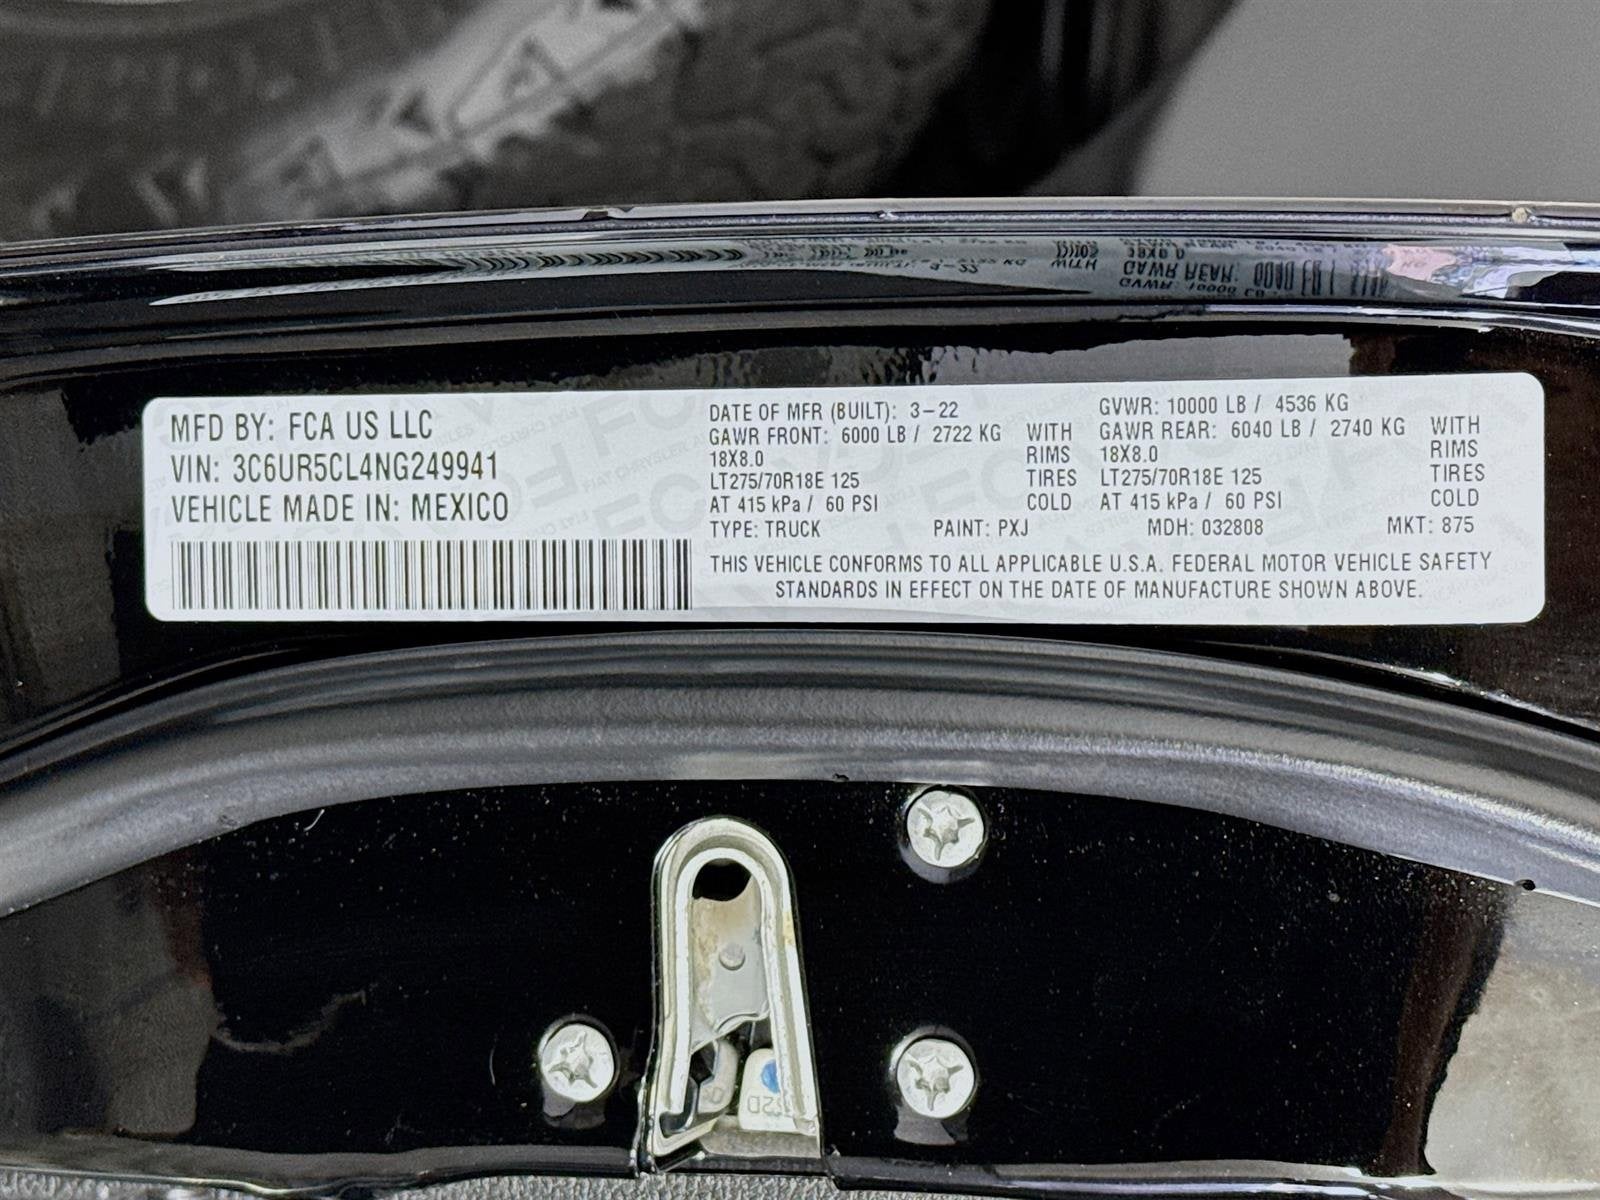 MFD BY: FCA US LLC
VIN: 3C6UR5CL4NG249941
VEHICLE MADE IN: MEXICO
DATE OF MFR (BUILT): 3-22
GAWR FRONT: 6000 LB / 2722 KG WITH
18X8.0 RIMS
LT275/70R18E 125 TIRES
AT 415 kPa / 60 PSI COLD
GVWR: 10000 LB / 4536 KG
GAWR REAR: 6040 LB / 2740 KG WITH
18X8.0 RIMS
LT275/70R18E 125 TIRES
AT 415 kPa / 60 PSI COLD
TYPE: TRUCK PAINT: PXJ MDH: 032808 MKT: 875
THIS VEHICLE CONFORMS TO ALL APPLICABLE U.S.A. FEDERAL MOTOR VEHICLE SAFETY
STANDARDS IN EFFECT ON THE DATE OF MANUFACTURE SHOWN ABOVE.